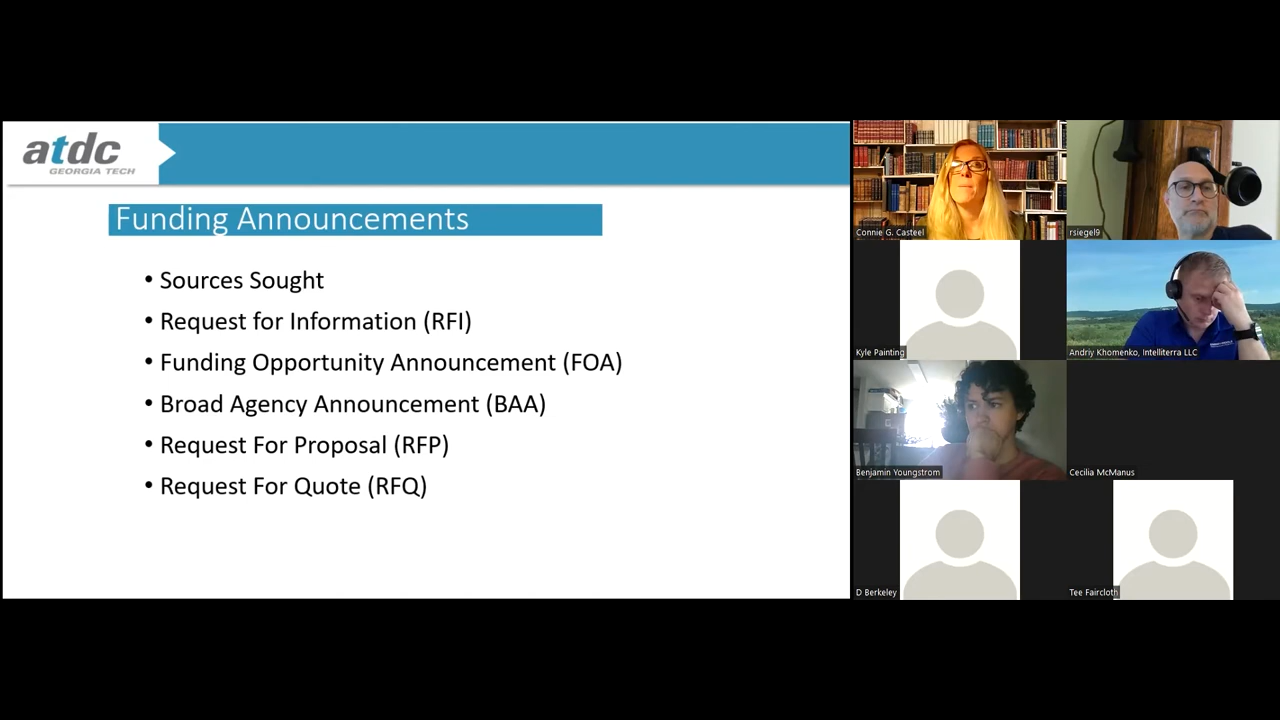 atdc
GEORGIA TECH
Funding Announcements
• Sources Sought
• Request for Information (RFI)
• Funding Opportunity Announcement (FOA)
• Broad Agency Announcement (BAA)
• Request For Proposal (RFP)
• Request For Quote (RFQ)
Connie G. Casteel
rsiegel9
Kyle Painting
Andriy Khomenko, Intelliterra LLC
Benjamin Youngstrom
Cecilia McManus
D Berkeley
Tee Faircloth